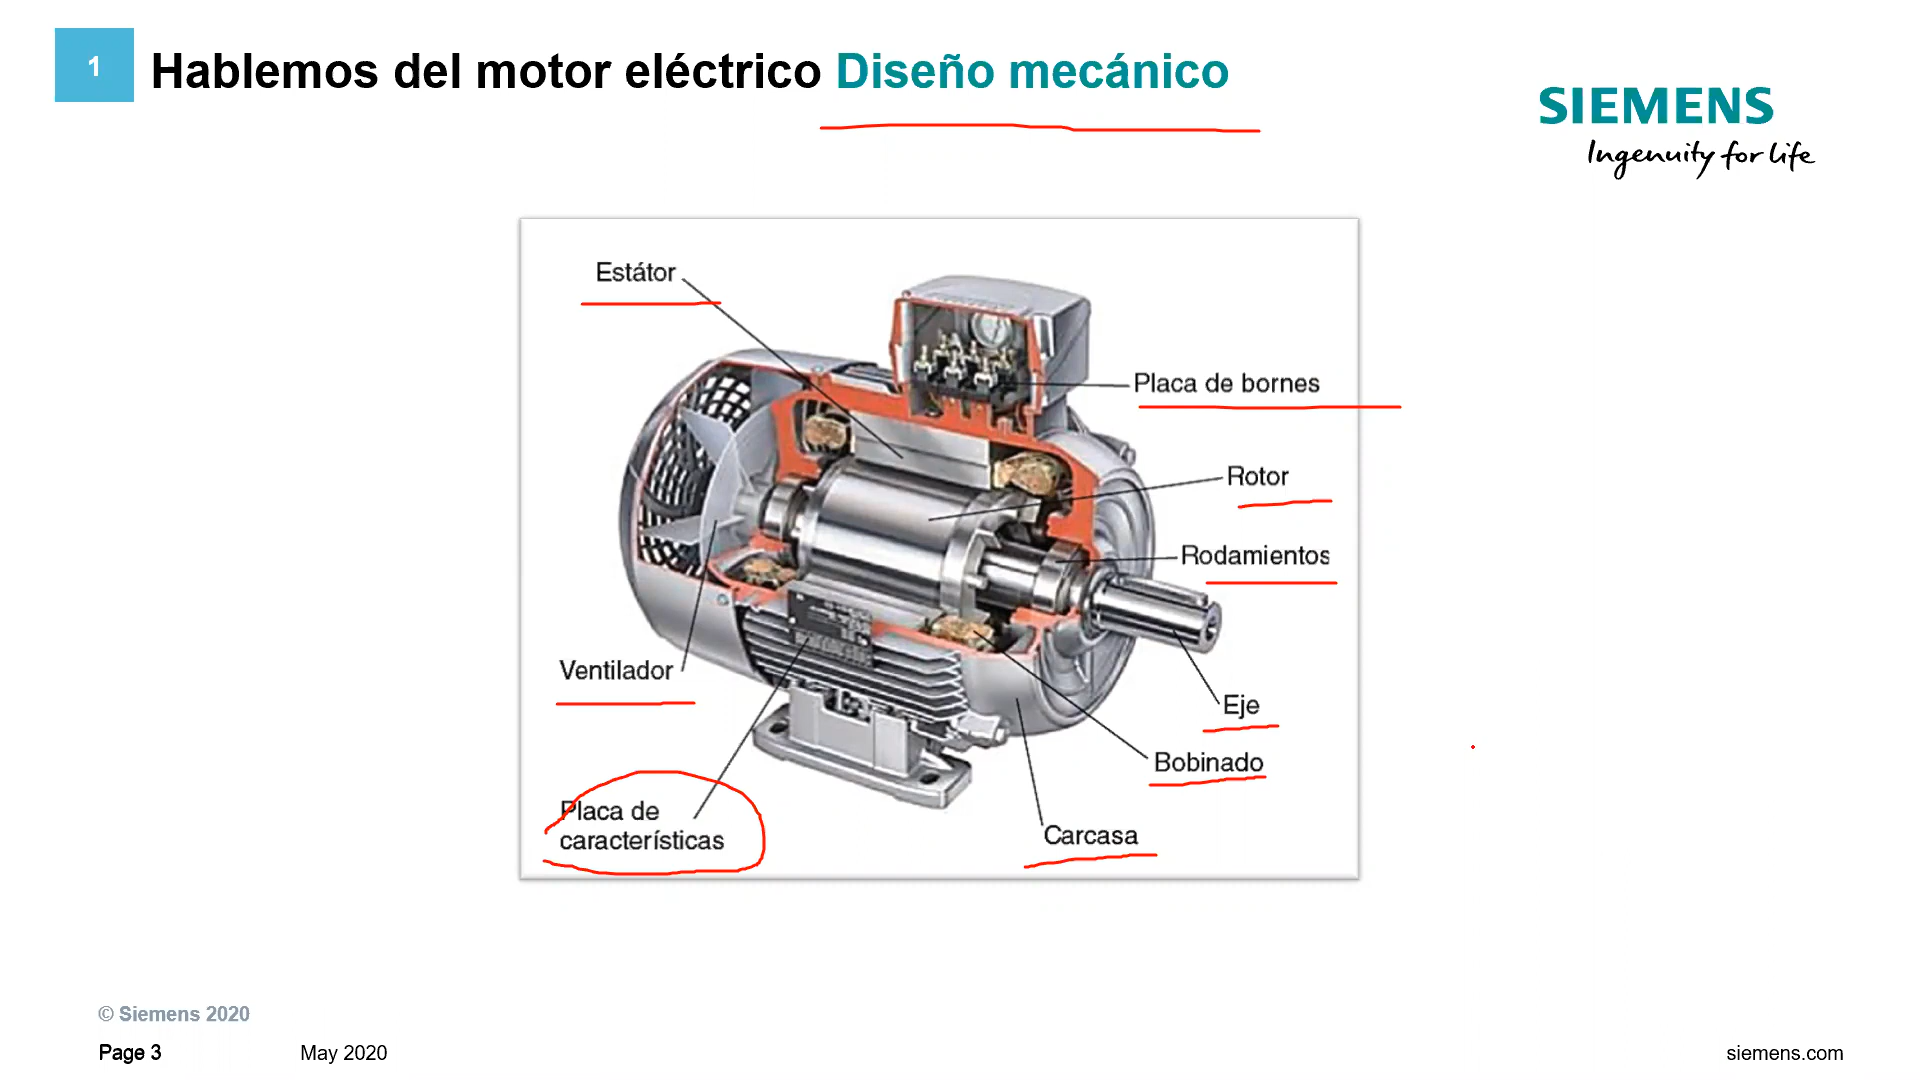 1
Hablemos del motor eléctrico Diseño mecánico
SIEMENS
Ingenuity for life
Estátor
Placa de bornes
Rotor
Rodamientos
Ventilador
Eje
Bobinado
Placa de
características
Carcasa
© Siemens 2020
Page 3
May 2020
siemens.com